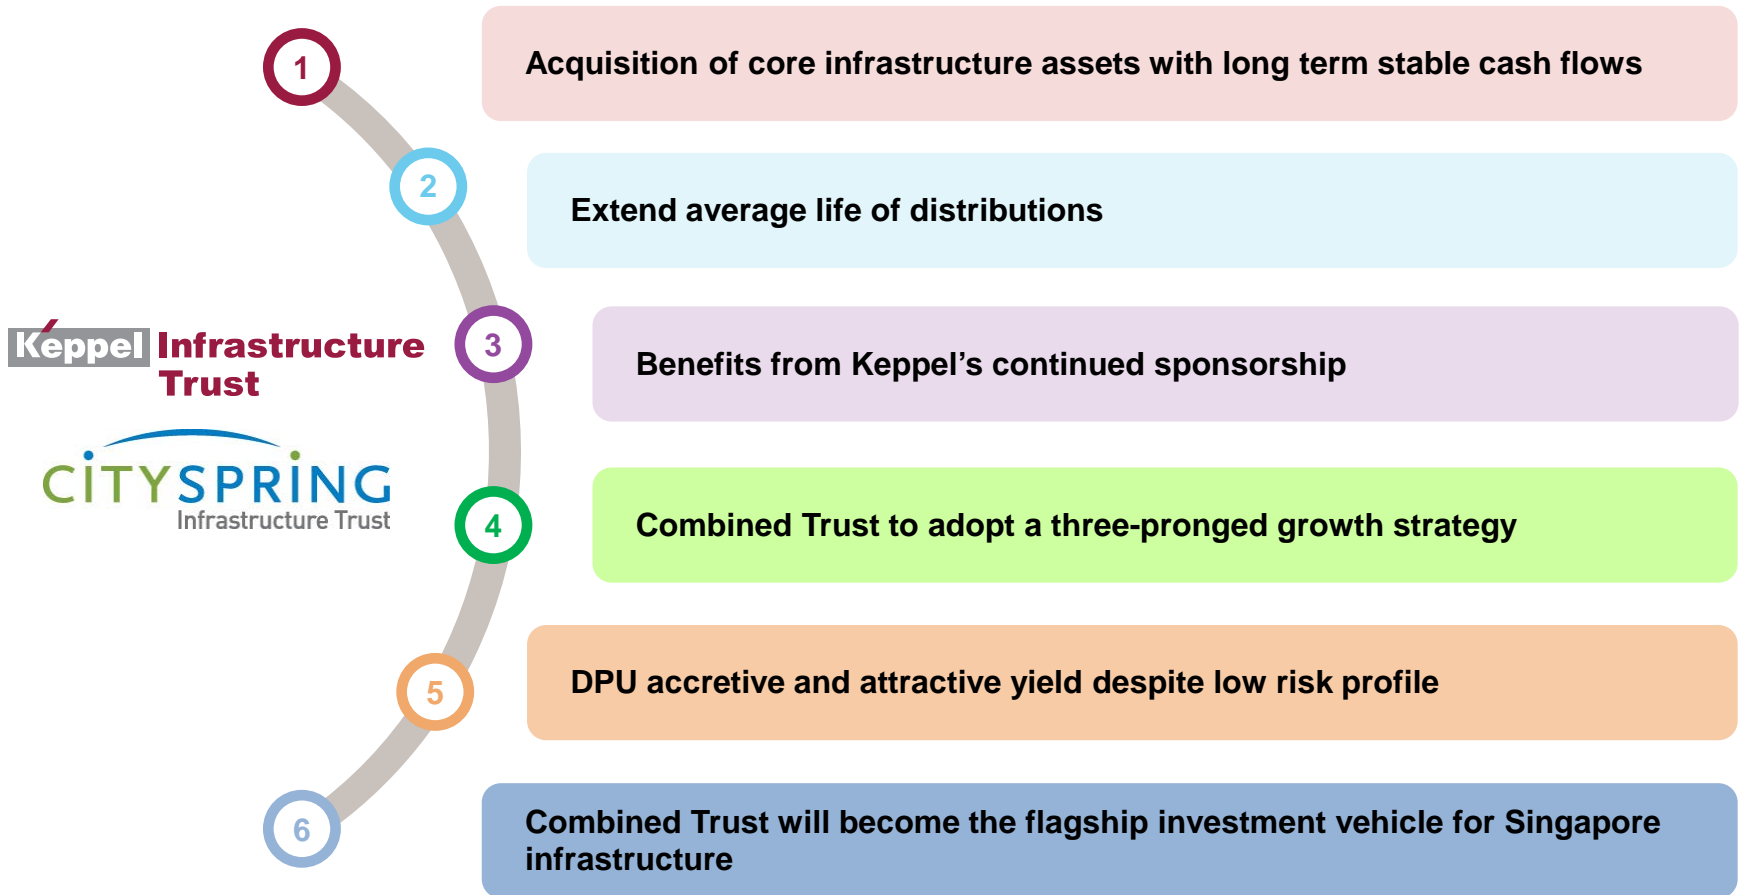 1
Acquisition of core infrastructure assets with long term stable cash flows
2
Extend average life of distributions
Keppel Infrastructure
Trust
CiTYSPRiNG
Infrastructure Trust
3
Benefits from Keppel’s continued sponsorship
4
Combined Trust to adopt a three-pronged growth strategy
5
DPU accretive and attractive yield despite low risk profile
6
Combined Trust will become the flagship investment vehicle for Singapore
infrastructure